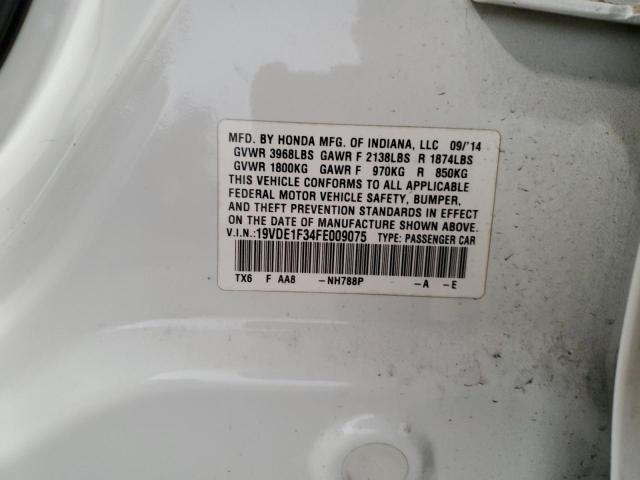 MFD. BY HONDA MFG. OF INDIANA, LLC 09/'14
GVWR 3968LBS GAWR F 2138LBS R 1874LBS
GVWR 1800KG GAWR F 970KG R 850KG
THIS VEHICLE CONFORMS TO ALL APPLICABLE
FEDERAL MOTOR VEHICLE SAFETY, BUMPER,
AND THEFT PREVENTION STANDARDS IN EFFECT
ON THE DATE OF MANUFACTURE SHOWN ABOVE.
V.I.N.:19VDE1F34FE009075 TYPE: PASSENGER CAR
TX6 F AA8 -NH788P -A -E